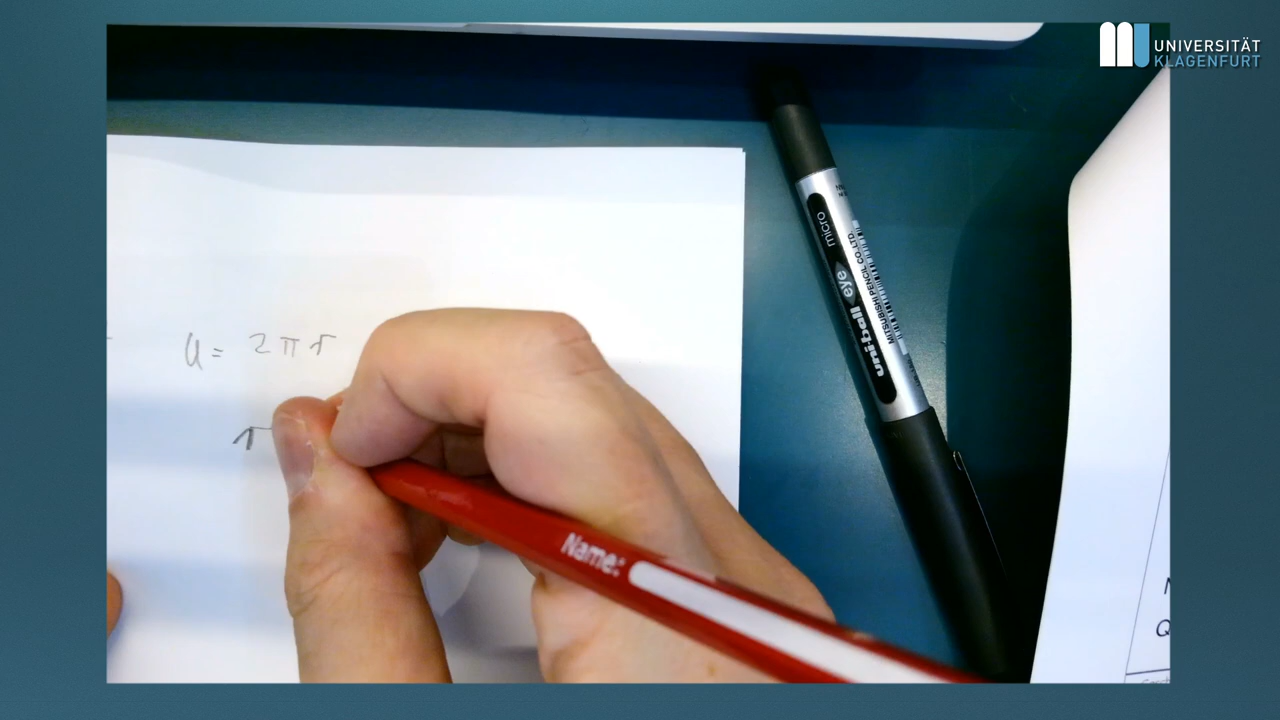 UNIVERSITÄT
KLAGENFURT
u = 2πr
r
Name:
micro
eye
uni-ball
MITSUBISHI PENCIL CO., LTD.
Q